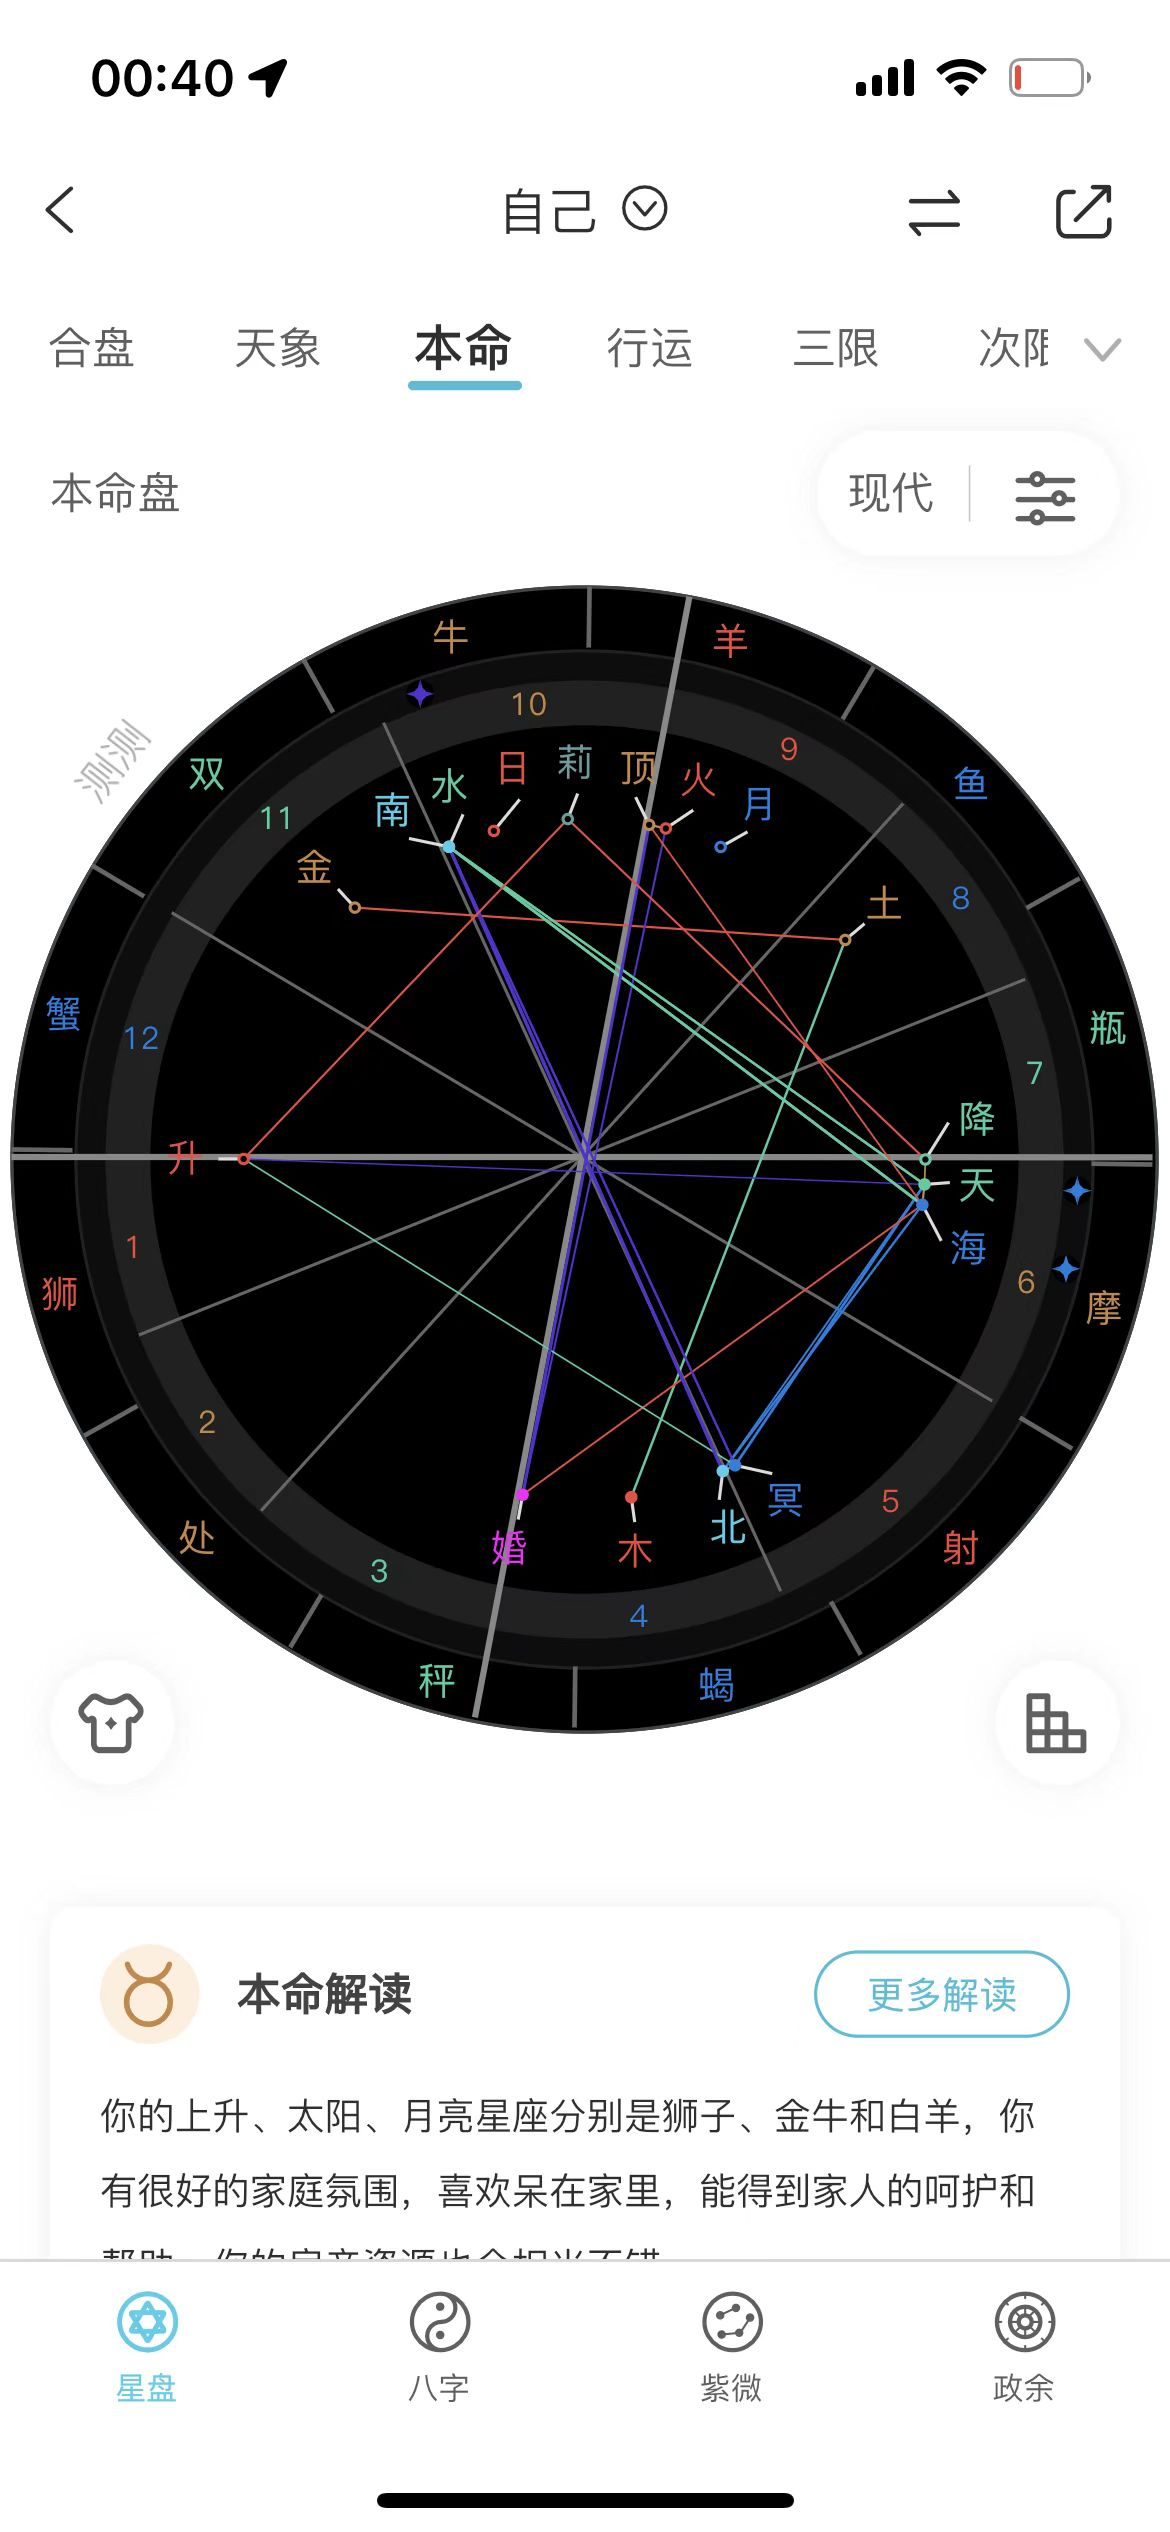 00:40
自己
合盘 天象 本命 行运 三限 次限
本命盘
现代
测测
牛 羊
10 9
双 鱼
11 8
日 莉 顶 火
南 水 月
金 土
蟹 瓶
12 7
升 降
天
海
1 6
狮 摩
2 5
冥
北
婚 木
处 射
3 4
秤 蝎
本命解读
更多解读
你的上升、太阳、月亮星座分别是狮子、金牛和白羊，你
有很好的家庭氛围，喜欢呆在家里，能得到家人的呵护和
星盘 八字 紫微 政余